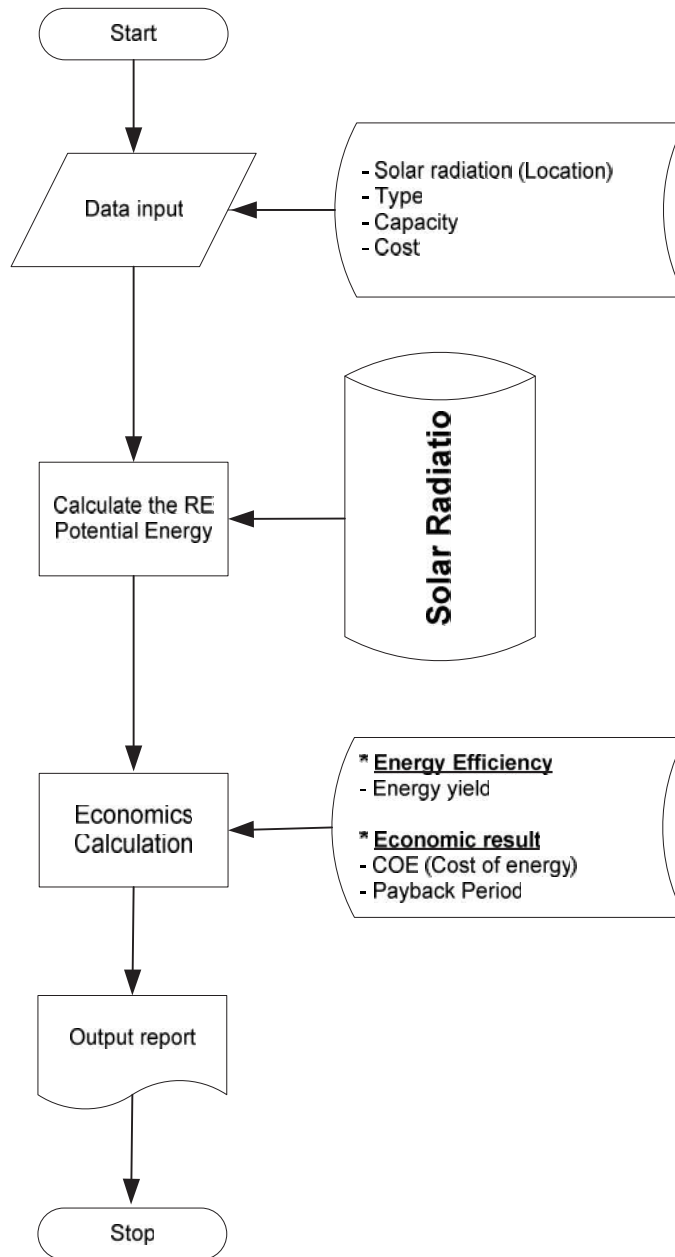 Start
Data input
- Solar radiation (Location)
- Type
- Capacity
- Cost
Calculate the RE
Potential Energy
Solar Radiatio
Economics
Calculation
* Energy Efficiency
- Energy yield
* Economic result
- COE (Cost of energy)
- Payback Period
Output report
Stop